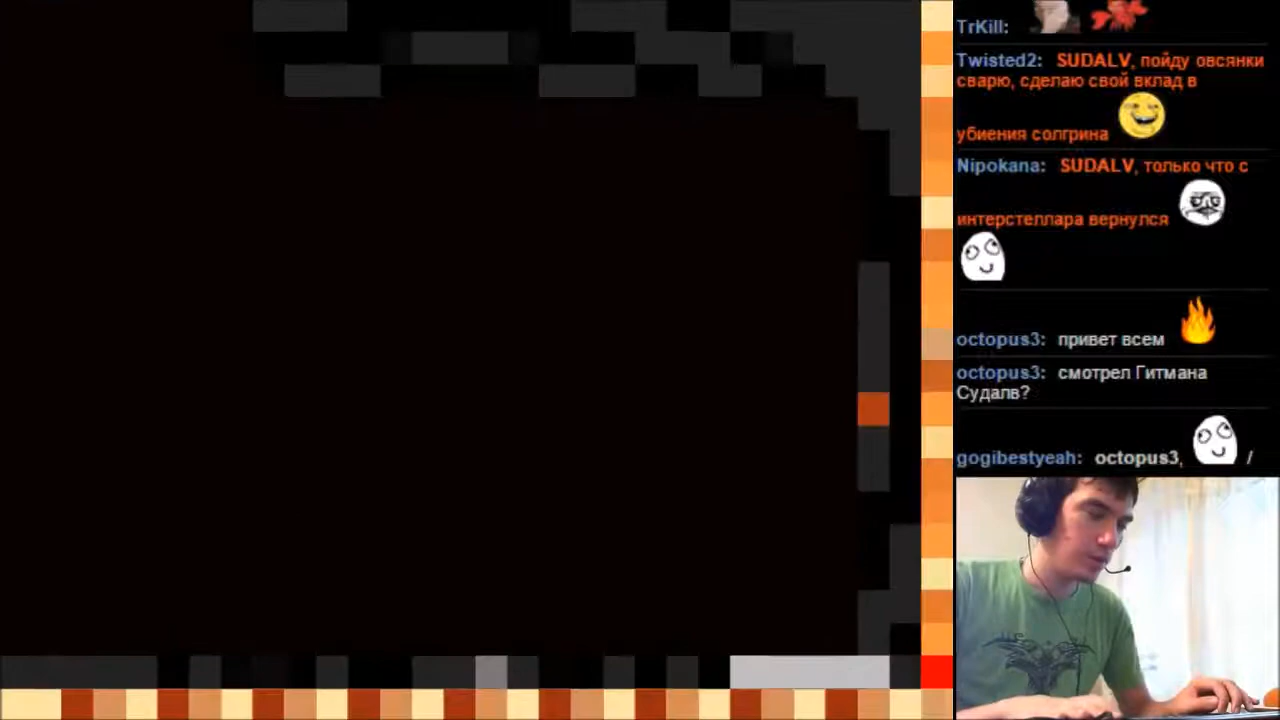 TrKill:
Twisted2: SUDALV, пойду овсянки
сварю, сделаю свой вклад в
убиения солгрина
Nipokana: SUDALV, только что с
интерстеллара вернулся
octopus3: привет всем
octopus3: смотрел Гитмана
Судалв?
gogibestyeah: octopus3, /